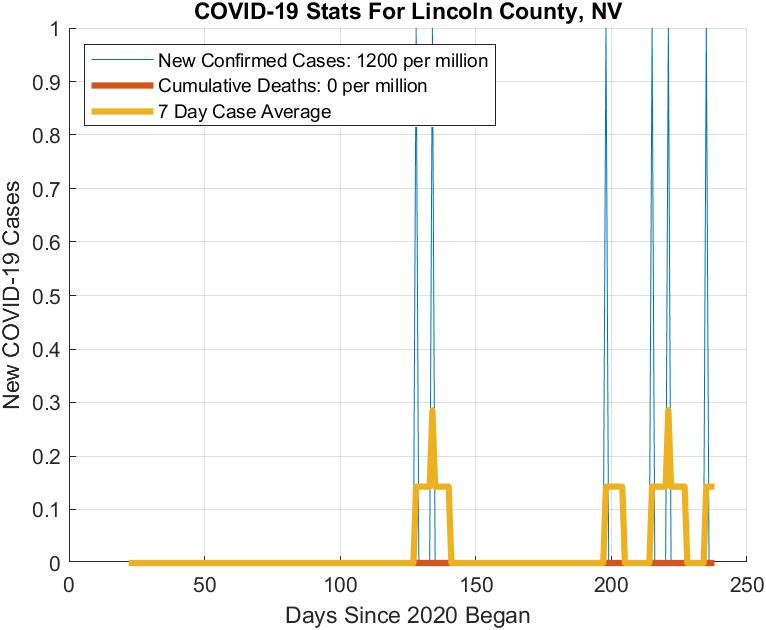 COVID-19 Stats For Lincoln County, NV
New Confirmed Cases: 1200 per million
Cumulative Deaths: 0 per million
7 Day Case Average
New COVID-19 Cases
1
0.9
0.8
0.7
0.6
0.5
0.4
0.3
0.2
0.1
0
0 50 100 150 200 250
Days Since 2020 Began